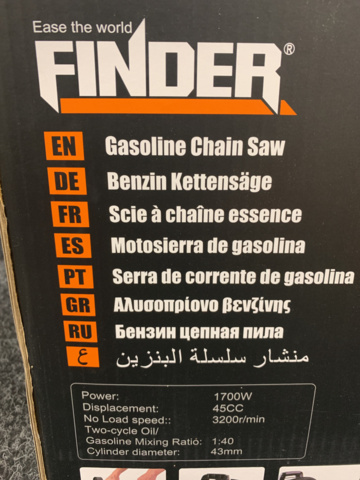 Ease the world
FINDER®
EN Gasoline Chain Saw
DE Benzin Kettensäge
FR Scie à chaîne essence
ES Motosierra de gasolina
PT Serra de corrente de gasolina
GR Αλυσοπρίονο βενζίνης
RU Бензин цепная пила
ع منشار سلسلة البنزين
Power: 1700W
Displacement: 45CC
No Load speed:: 3200r/min
Two-cycle Oil/
Gasoline Mixing Ratio: 1:40
Cylinder diameter: 43mm